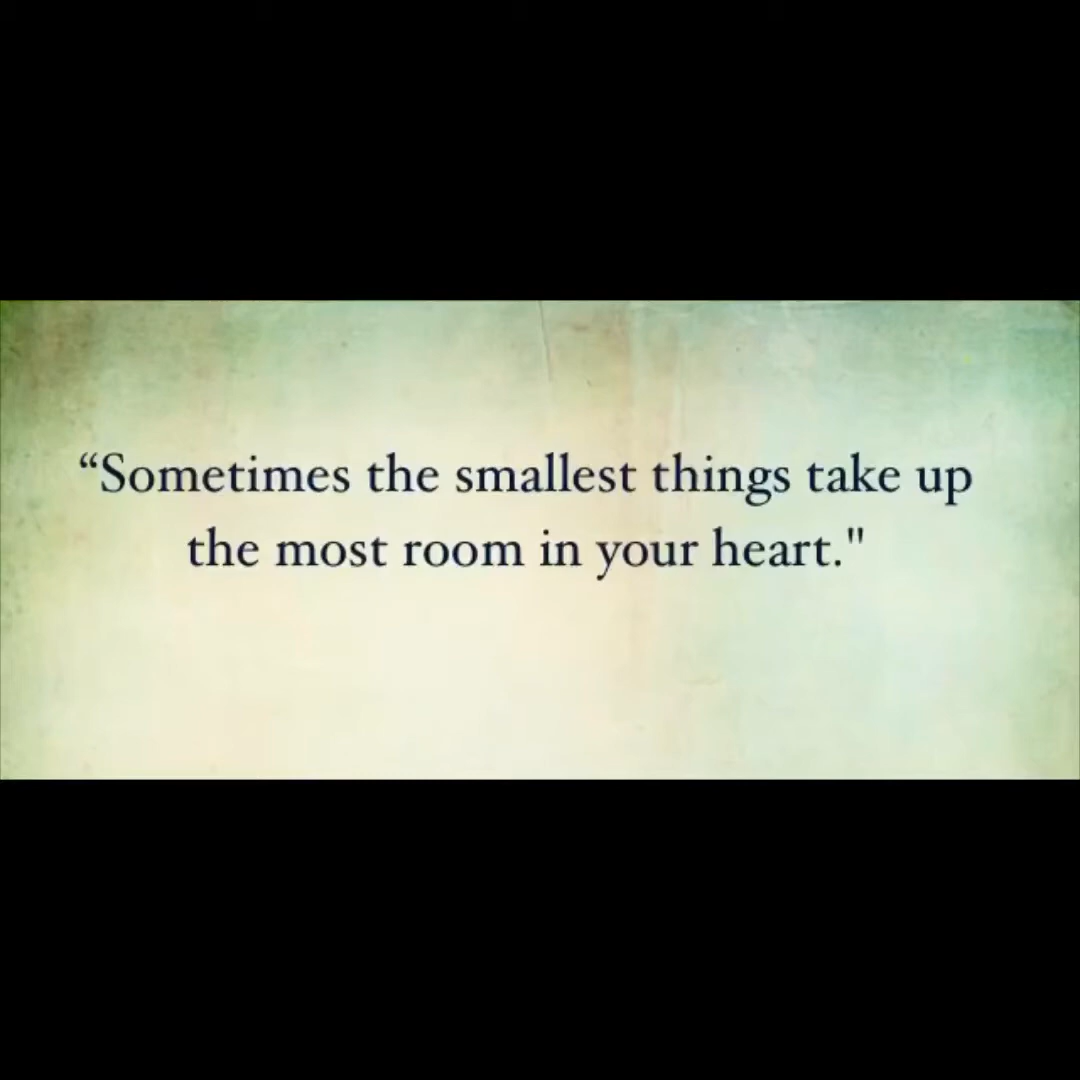 “Sometimes the smallest things take up
the most room in your heart."